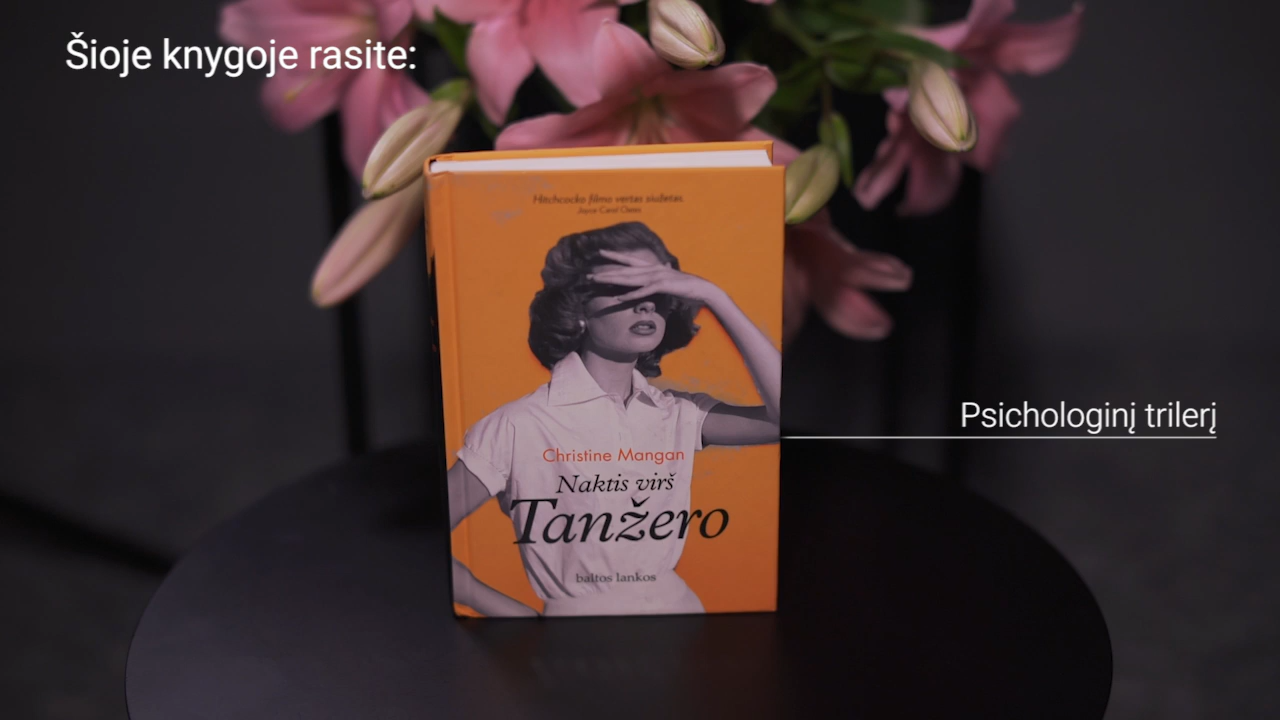 Šioje knygoje rasite:
Hitchcocko filmo vertas siužetas.
Joyce Carol Oates
Psichologinį trilerį
Christine Mangan
Naktis virš
Tanžero
baltos lankos